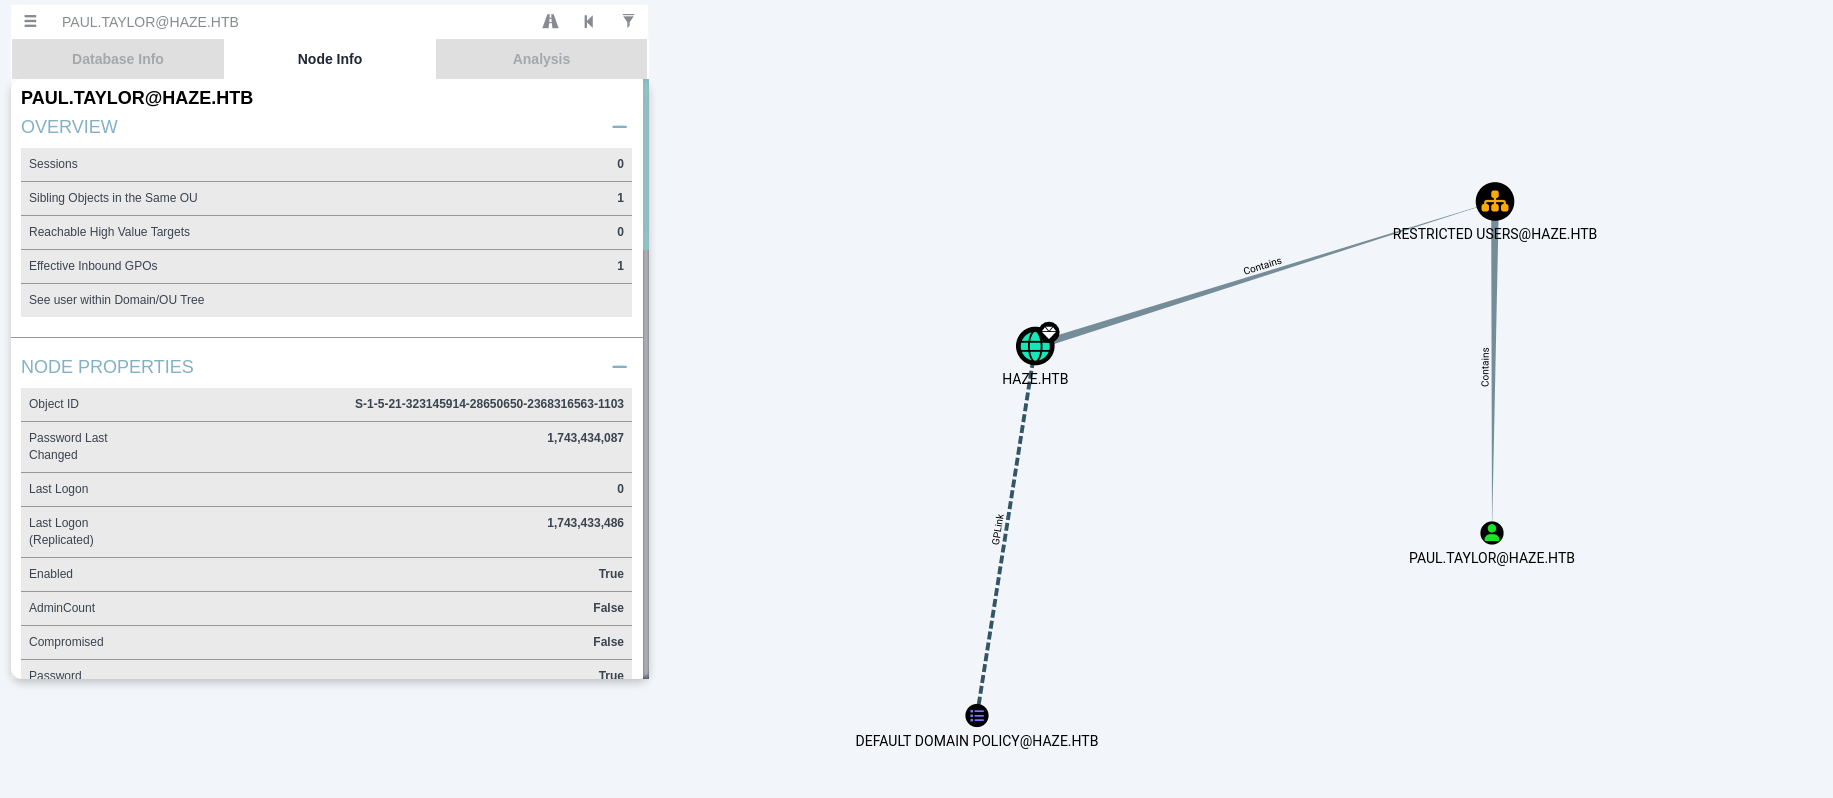 PAUL.TAYLOR@HAZE.HTB
Database Info
Node Info
Analysis
PAUL.TAYLOR@HAZE.HTB
OVERVIEW
Sessions 0
Sibling Objects in the Same OU 1
Reachable High Value Targets 0
Effective Inbound GPOs 1
See user within Domain/OU Tree
NODE PROPERTIES
Object ID S-1-5-21-323145914-28650650-2368316563-1103
Password Last 1,743,434,087
Changed
Last Logon 0
Last Logon 1,743,433,486
(Replicated)
Enabled True
AdminCount False
Compromised False
Password True
RESTRICTED USERS@HAZE.HTB
Contains
HAZE.HTB
Contains
GPLink
PAUL.TAYLOR@HAZE.HTB
DEFAULT DOMAIN POLICY@HAZE.HTB